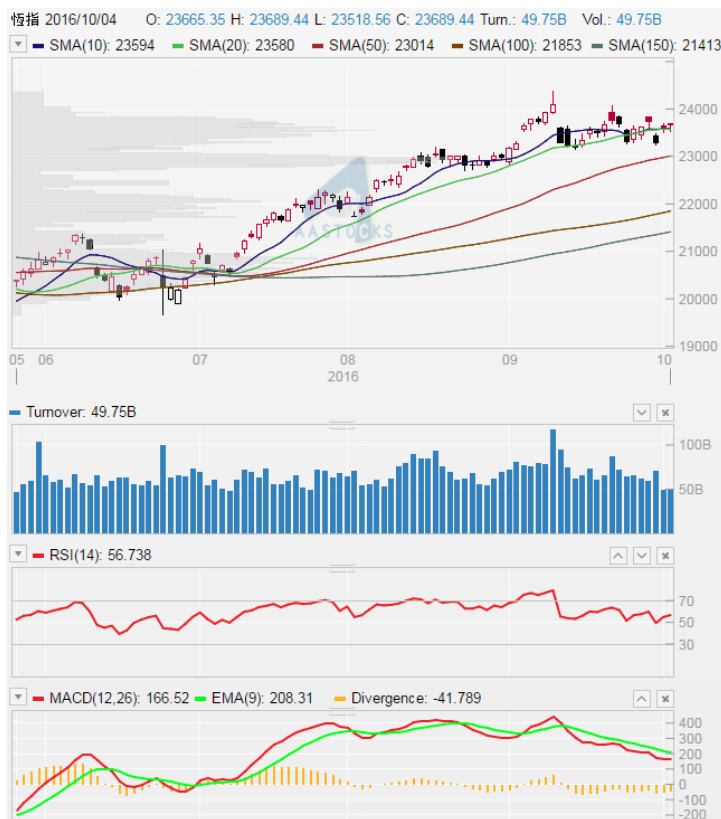 恆指 2016/10/04 O: 23665.35 H: 23689.44 L: 23518.56 C: 23689.44 Turn.: 49.75B Vol.: 49.75B
SMA(10): 23594 SMA(20): 23580 SMA(50): 23014 SMA(100): 21853 SMA(150): 21413
24000
23000
22000
AASTOCKS
21000
20000
19000
05 06 07 08 09 10
2016
Turnover: 49.75B
100B
50B
RSI(14): 56.738
70
50
30
MACD(12,26): 166.52 EMA(9): 208.31 Divergence: -41.789
400
300
200
100
0
-100
-200